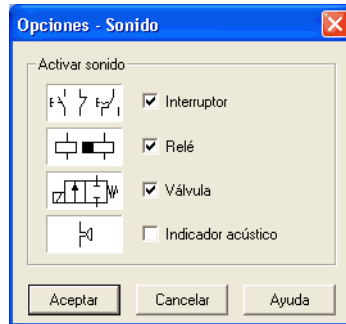 Opciones - Sonido
Activar sonido
Interruptor
Relé
Válvula
Indicador acústico
Aceptar
Cancelar
Ayuda